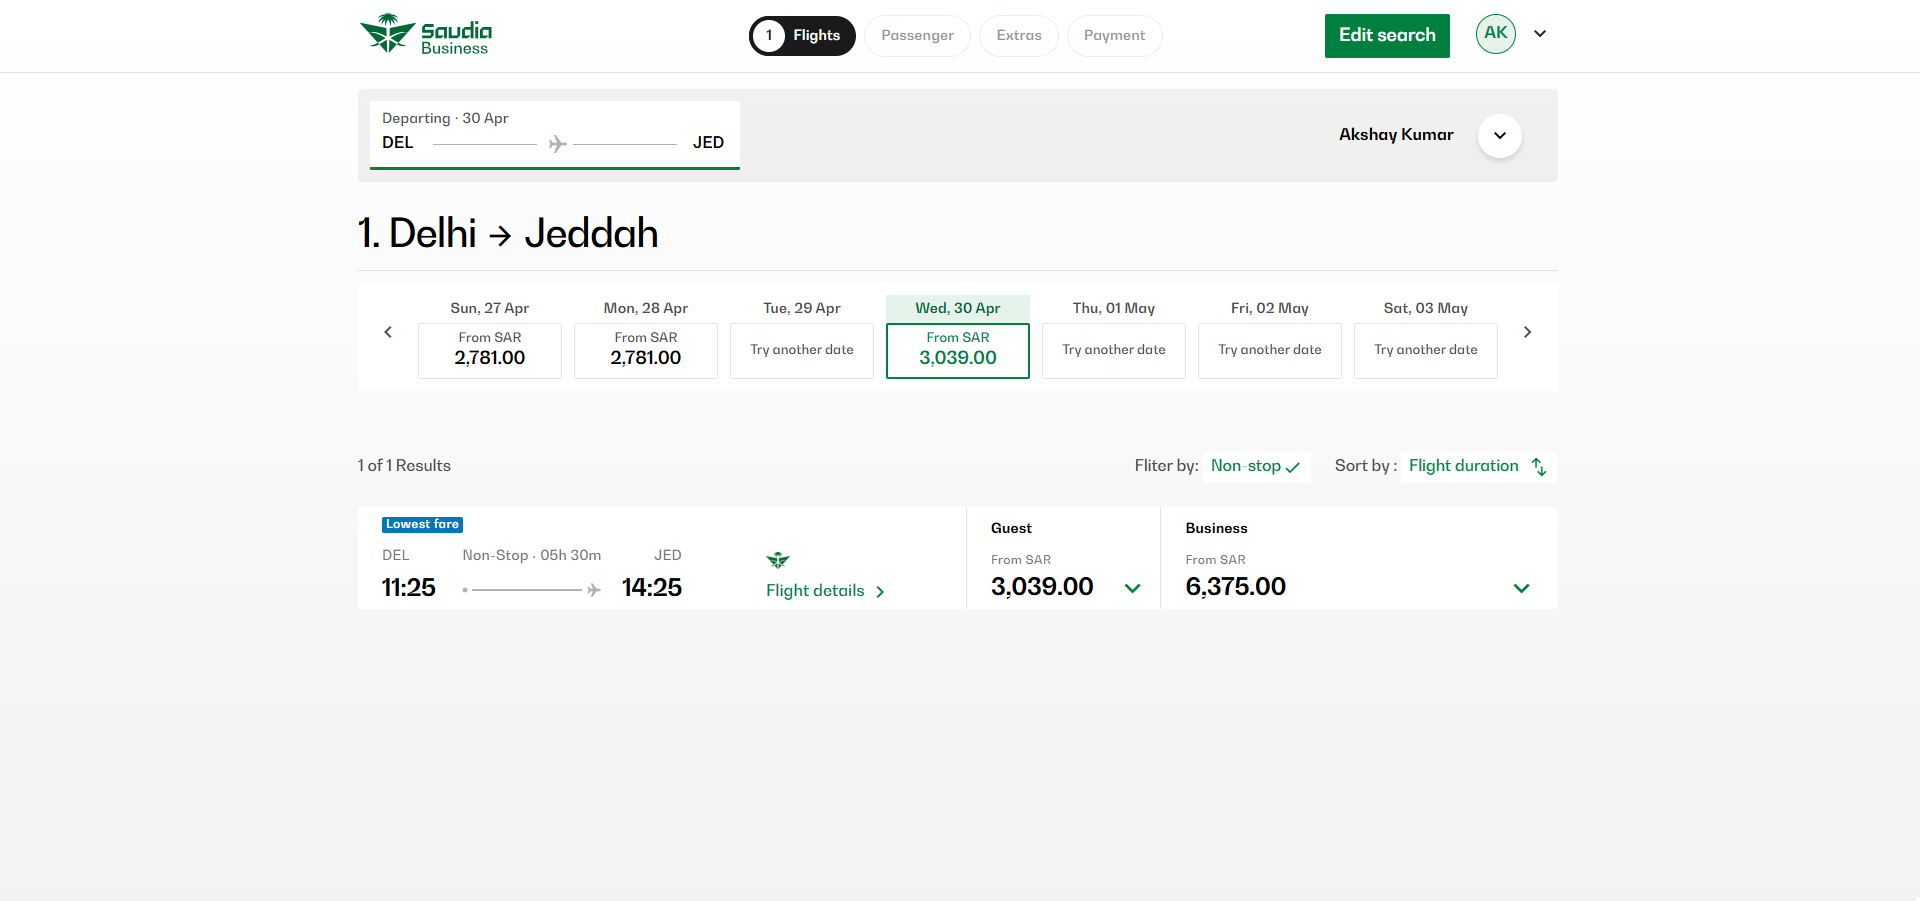 Saudia
Business
1 Flights
Passenger
Extras
Payment
Edit search
AK
Departing · 30 Apr
DEL JED
Akshay Kumar
1. Delhi → Jeddah
Sun, 27 Apr
From SAR
2,781.00
Mon, 28 Apr
From SAR
2,781.00
Tue, 29 Apr
Try another date
Wed, 30 Apr
From SAR
3,039.00
Thu, 01 May
Try another date
Fri, 02 May
Try another date
Sat, 03 May
Try another date
1 of 1 Results
Fliter by: Non-stop
Sort by : Flight duration
Lowest fare
DEL Non-Stop · 05h 30m JED
11:25 14:25
Flight details
Guest
From SAR
3,039.00
Business
From SAR
6,375.00